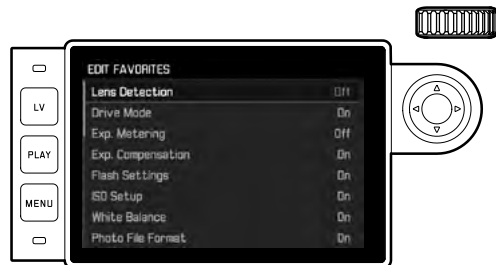 EDIT FAVORITES
Lens Detection Off
Drive Mode On
Exp. Metering Off
Exp. Compensation On
Flash Settings On
ISO Setup On
White Balance On
Photo File Format On
LV
PLAY
MENU